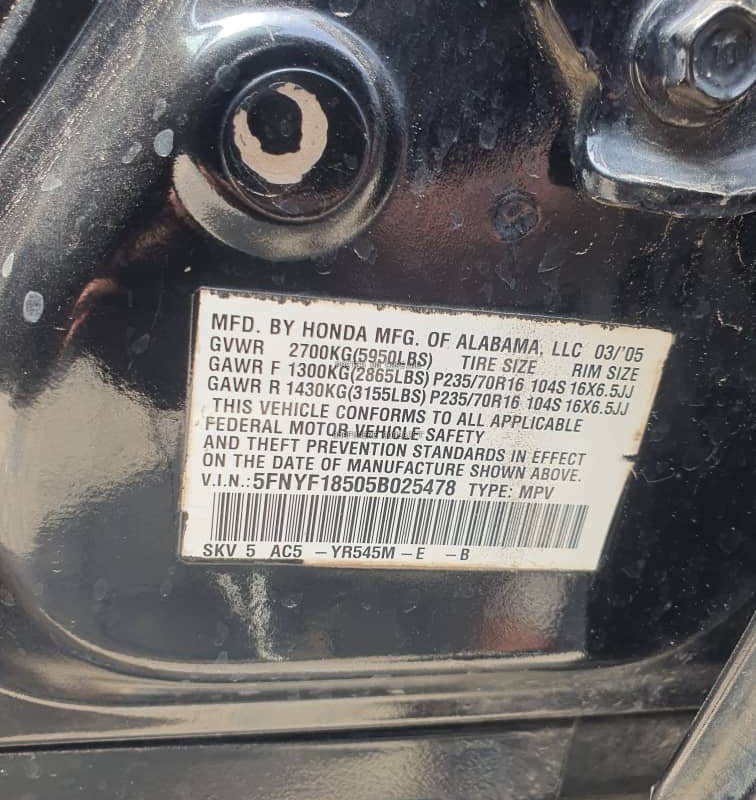 MFD. BY HONDA MFG. OF ALABAMA, LLC 03/'05
GVWR 2700KG(5950LBS) TIRE SIZE RIM SIZE
GAWR F 1300KG(2865LBS) P235/70R16 104S 16X6.5JJ
GAWR R 1430KG(3155LBS) P235/70R16 104S 16X6.5JJ
THIS VEHICLE CONFORMS TO ALL APPLICABLE
FEDERAL MOTOR VEHICLE SAFETY
AND THEFT PREVENTION STANDARDS IN EFFECT
ON THE DATE OF MANUFACTURE SHOWN ABOVE.
V.I.N.: 5FNYF18505B025478 TYPE: MPV
SKV 5 AC5 -YR545M -E -B